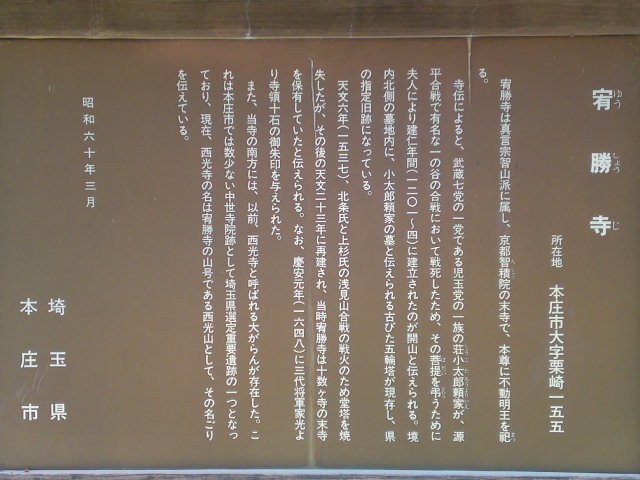 宥勝寺
ゆう しょう じ
所在地 本庄市大字栗崎一五五
宥勝寺は真言宗智山派に属し、京都智積院の末寺で、本尊に不動明王を祀
る。
寺伝によると、武蔵七党の一党である児玉党の一族の荘小太郎頼家が、源
平合戦で有名な一の谷の合戦において戦死したため、その菩提を弔うために
夫人により建仁年間(一二〇一〜四)に建立されたのが開山と伝えられる。境
内北側の墓地内に、小太郎頼家の墓と伝えられる古びた五輪塔が現存し、県
の指定旧跡になっている。
天文六年(一五三七)、北条氏と上杉氏の浅見山合戦の戦火のため堂塔を焼
失したが、その後の天文二十三年に再建され、当時宥勝寺は十数ヶ寺の末寺
を保有していたと伝えられる。なお、慶安元年(一六四八)に三代将軍家光よ
り寺領十石の御朱印を与えられた。
また、当寺の南方には、以前、西光寺と呼ばれる大がらんが存在した。こ
れは本庄市では数少ない中世寺院跡として埼玉県選定重要遺跡の一つとなっ
ており、現在、西光寺の名は宥勝寺の山号である西光山として、その名ごり
を伝えている。
昭和六十年三月
埼玉県
本庄市